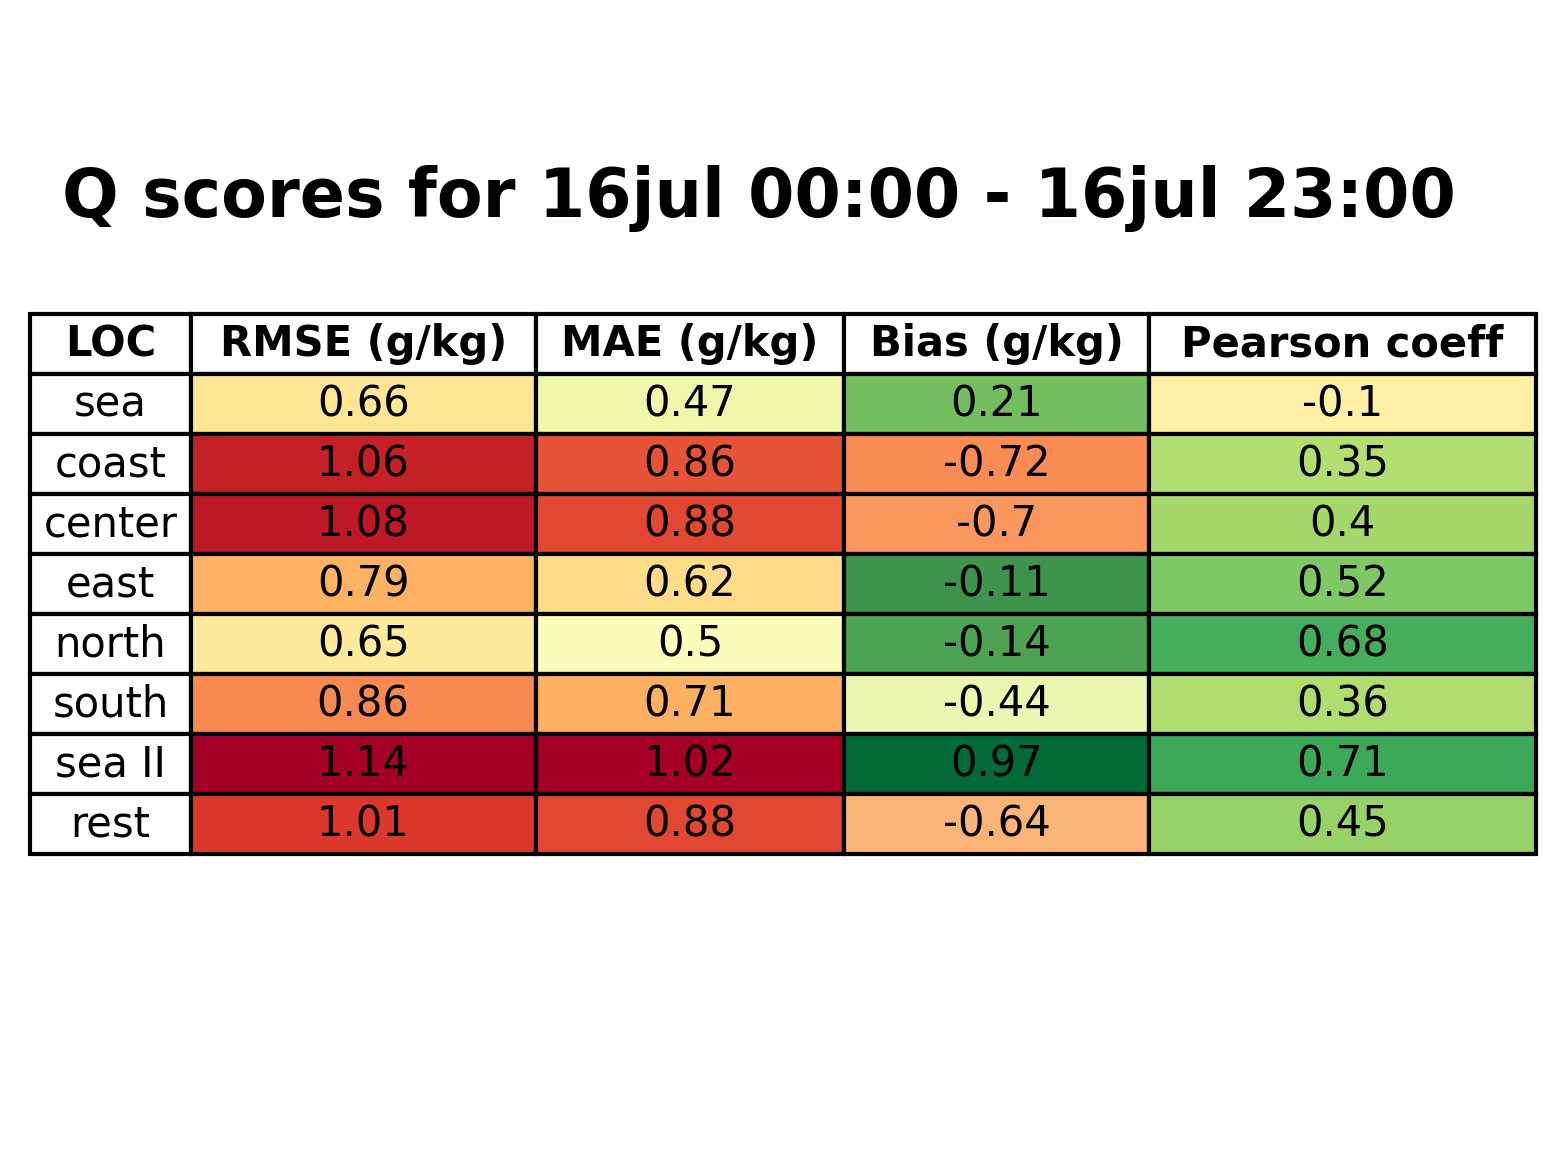 Q scores for 16jul 00:00 - 16jul 23:00
LOC RMSE (g/kg) MAE (g/kg) Bias (g/kg) Pearson coeff
sea 0.66 0.47 0.21 -0.1
coast 1.06 0.86 -0.72 0.35
center 1.08 0.88 -0.7 0.4
east 0.79 0.62 -0.11 0.52
north 0.65 0.5 -0.14 0.68
south 0.86 0.71 -0.44 0.36
sea II 1.14 1.02 0.97 0.71
rest 1.01 0.88 -0.64 0.45